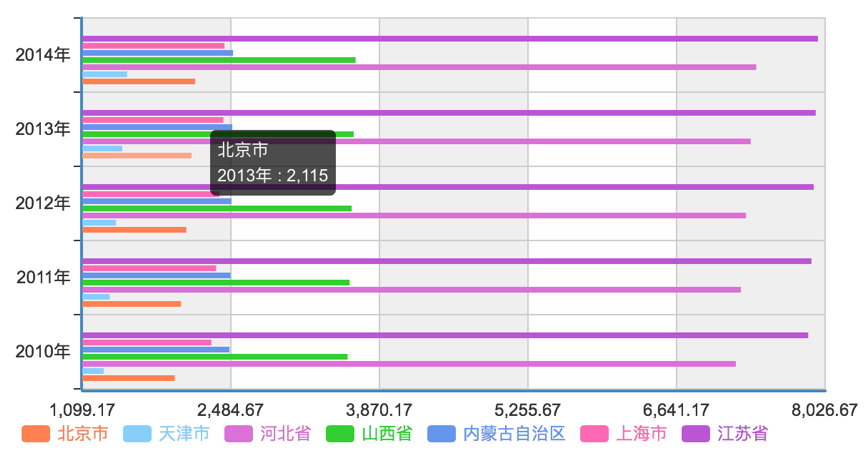 2014年
2013年
北京市
2013年 : 2,115
2012年
2011年
2010年
1,099.17 2,484.67 3,870.17 5,255.67 6,641.17 8,026.67
北京市 天津市 河北省 山西省 内蒙古自治区 上海市 江苏省